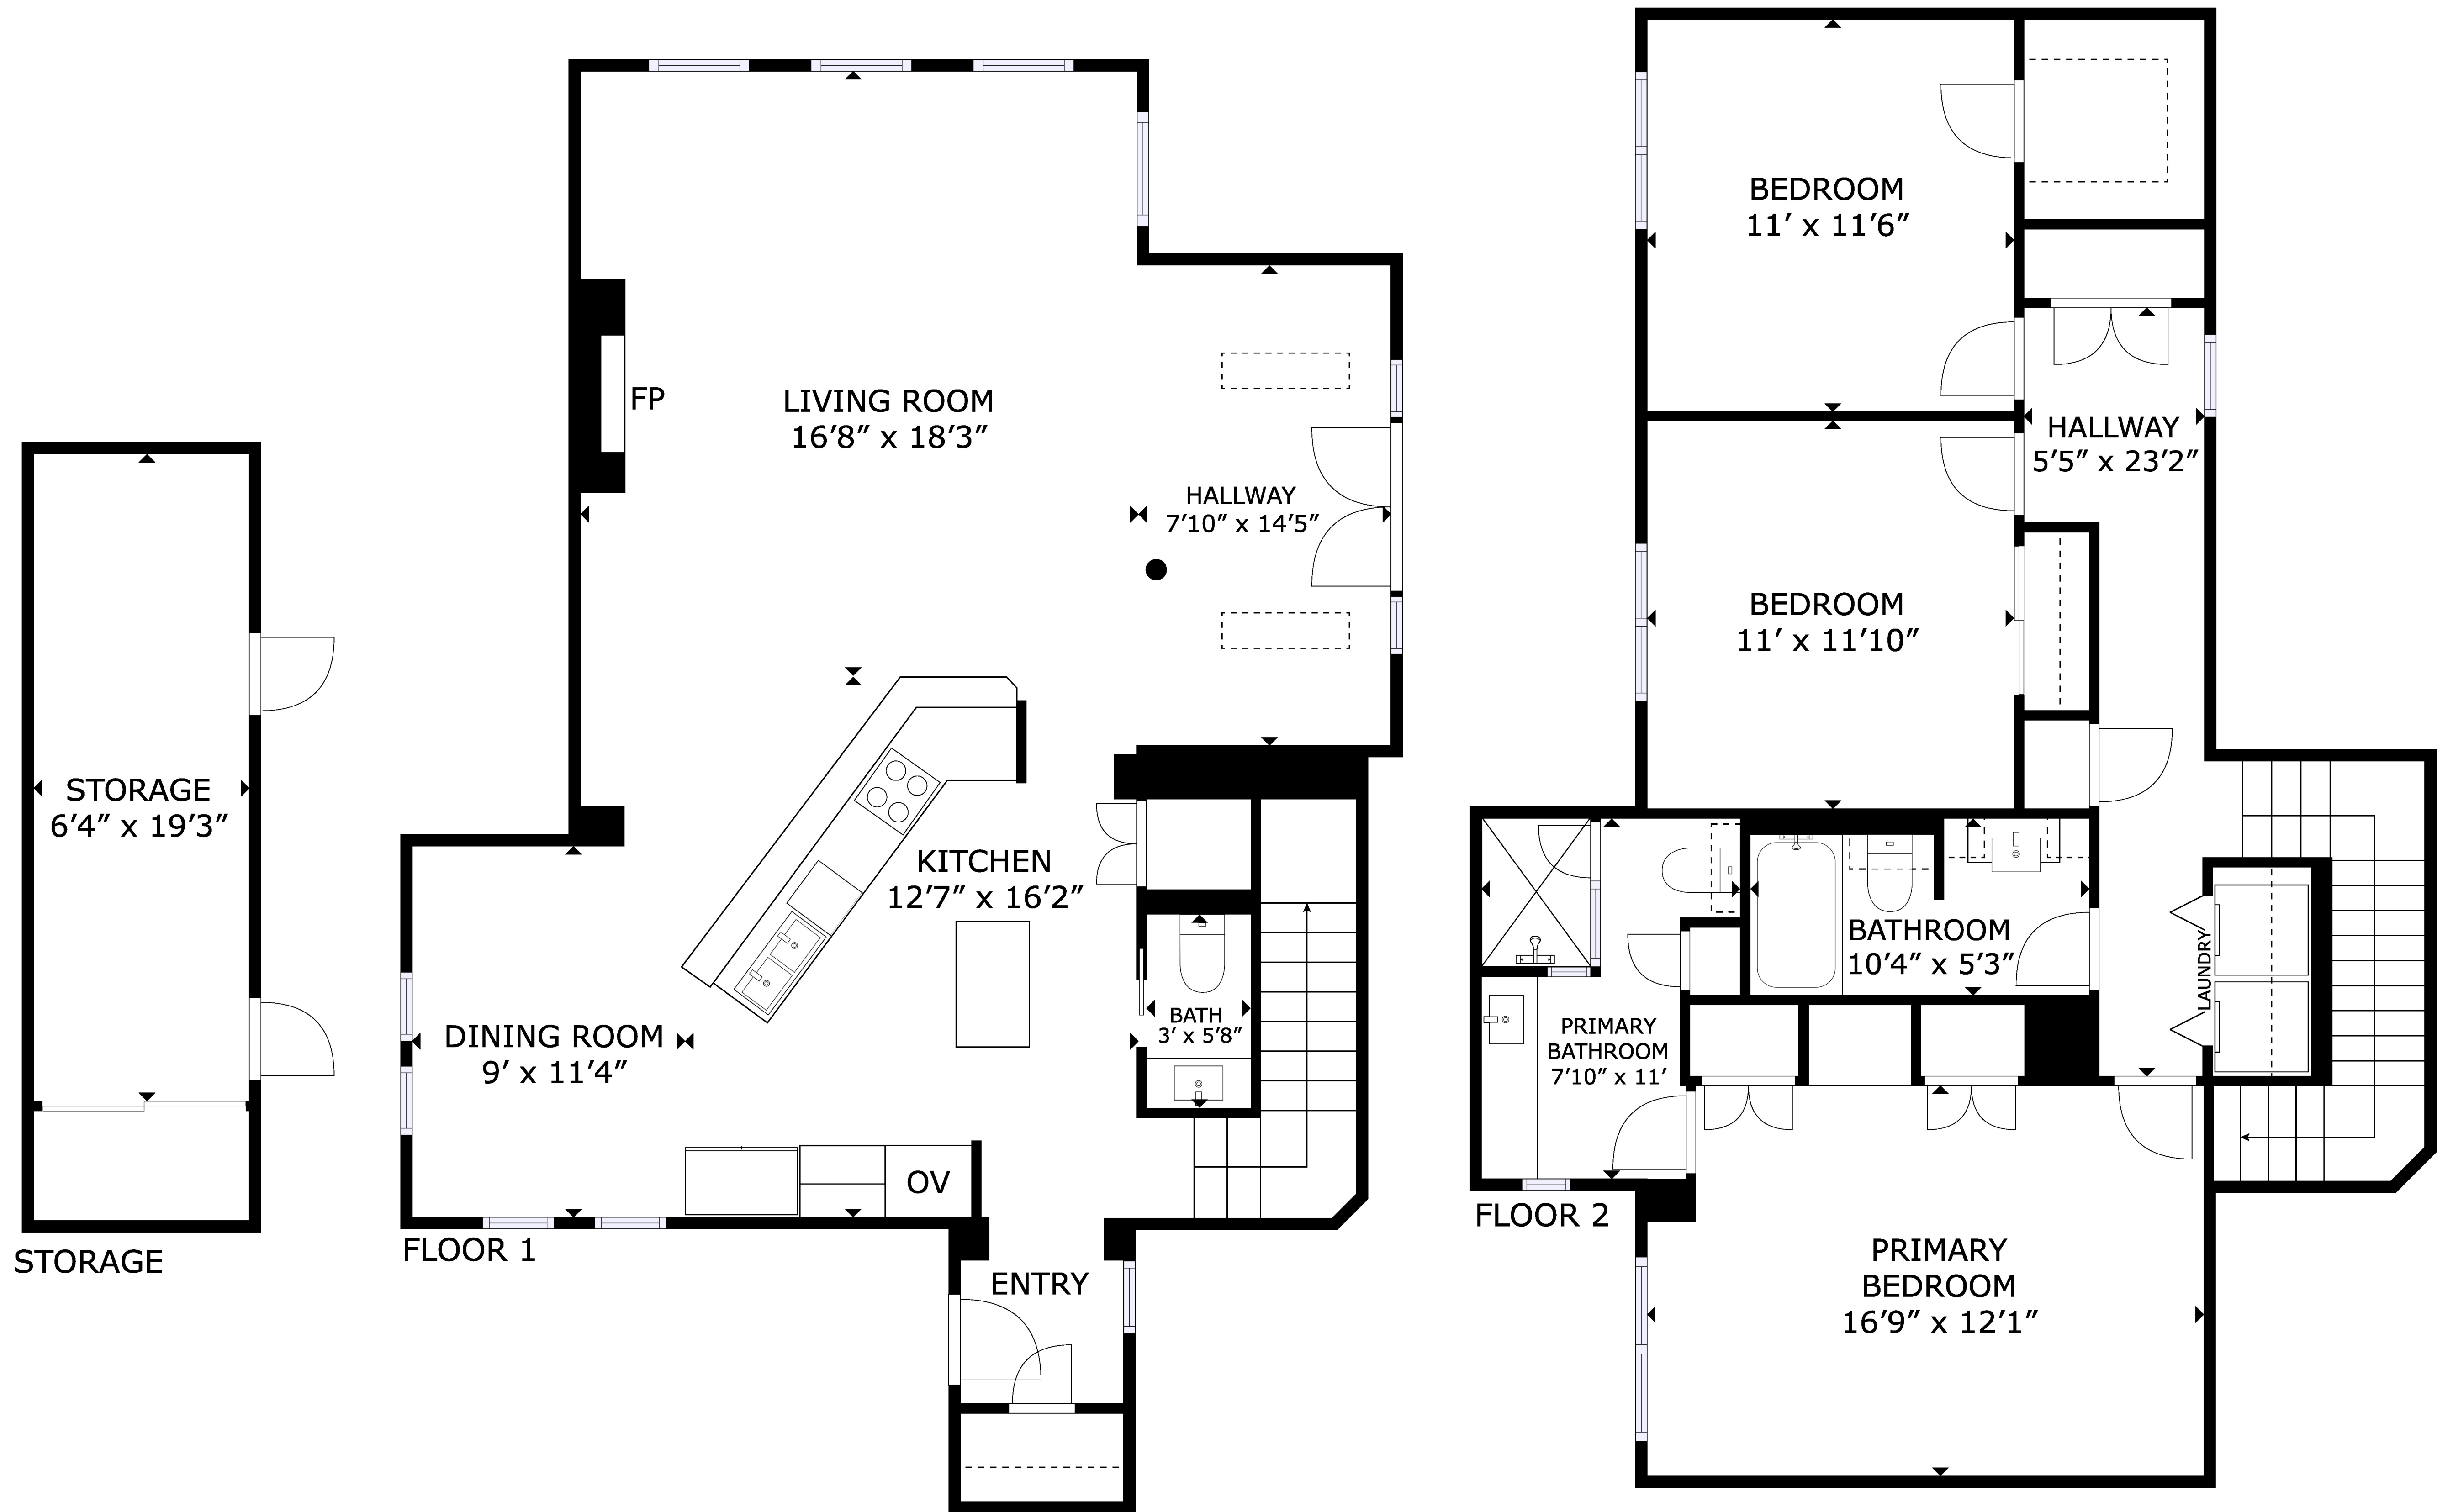 STORAGE
6’4” x 19’3”
STORAGE
LIVING ROOM
16’8” x 18’3”
FP
HALLWAY
7’10” x 14’5”
KITCHEN
12’7” x 16’2”
DINING ROOM
9’ x 11’4”
BATH
3’ x 5’8”
OV
FLOOR 1
ENTRY
BEDROOM
11’ x 11’6”
HALLWAY
5’5” x 23’2”
BEDROOM
11’ x 11’10”
BATHROOM
10’4” x 5’3”
LAUNDRY
PRIMARY
BATHROOM
7’10” x 11’
FLOOR 2
PRIMARY
BEDROOM
16’9” x 12’1”